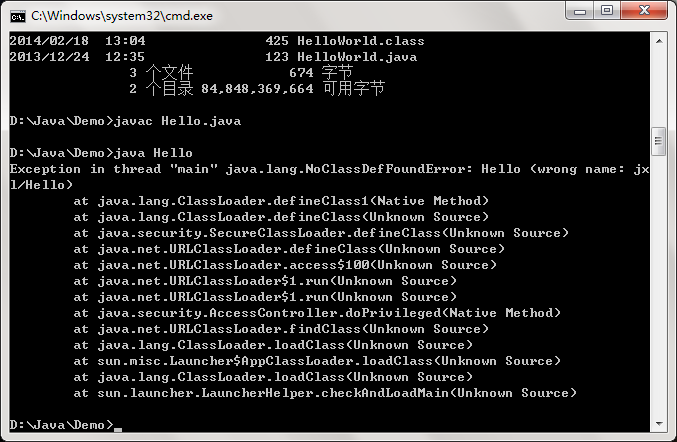 C:\Windows\system32\cmd.exe
2014/02/18  13:04               425 HelloWorld.class
2013/12/24  12:35               123 HelloWorld.java
               3 个文件            674 字节
               2 个目录 84,848,369,664 可用字节
D:\Java\Demo>javac Hello.java
D:\Java\Demo>java Hello
Exception in thread "main" java.lang.NoClassDefFoundError: Hello (wrong name: jx
l/Hello)
        at java.lang.ClassLoader.defineClass1(Native Method)
        at java.lang.ClassLoader.defineClass(Unknown Source)
        at java.security.SecureClassLoader.defineClass(Unknown Source)
        at java.net.URLClassLoader.defineClass(Unknown Source)
        at java.net.URLClassLoader.access$100(Unknown Source)
        at java.net.URLClassLoader$1.run(Unknown Source)
        at java.net.URLClassLoader$1.run(Unknown Source)
        at java.security.AccessController.doPrivileged(Native Method)
        at java.net.URLClassLoader.findClass(Unknown Source)
        at java.lang.ClassLoader.loadClass(Unknown Source)
        at sun.misc.Launcher$AppClassLoader.loadClass(Unknown Source)
        at java.lang.ClassLoader.loadClass(Unknown Source)
        at sun.launcher.LauncherHelper.checkAndLoadMain(Unknown Source)
D:\Java\Demo>_